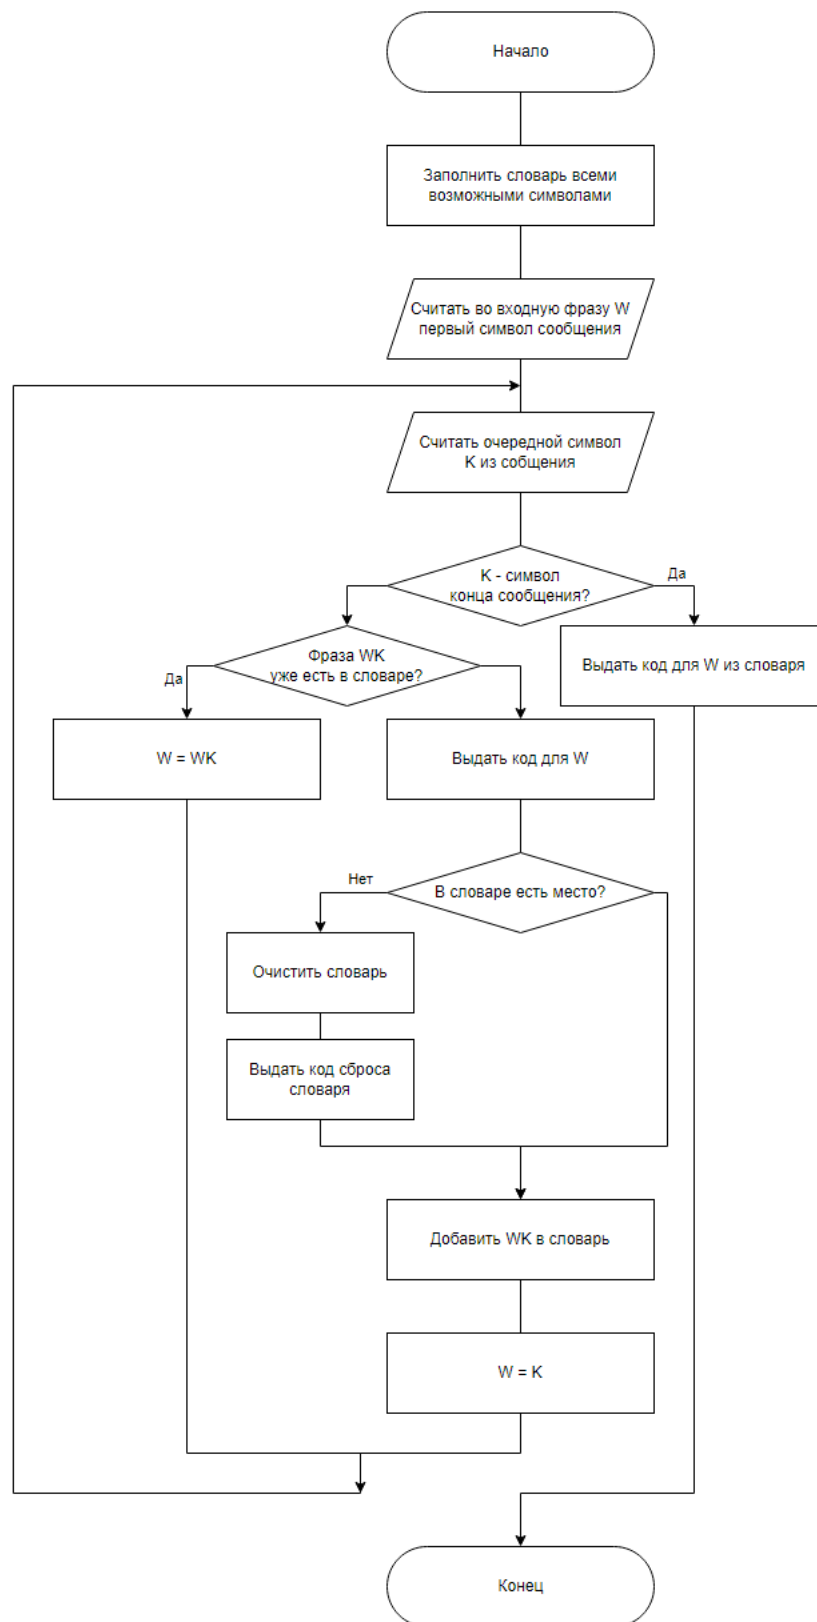 Начало
Заполнить словарь всеми
возможными символами
Считать во входную фразу W
первый символ сообщения
Считать очередной символ
K из собщения
K - символ
конца сообщения?
Да
Фраза WK
уже есть в словаре?
Да
Выдать код для W из словаря
W = WK
Выдать код для W
В словаре есть место?
Нет
Очистить словарь
Выдать код сброса
словаря
Добавить WK в словарь
W = K
Конец